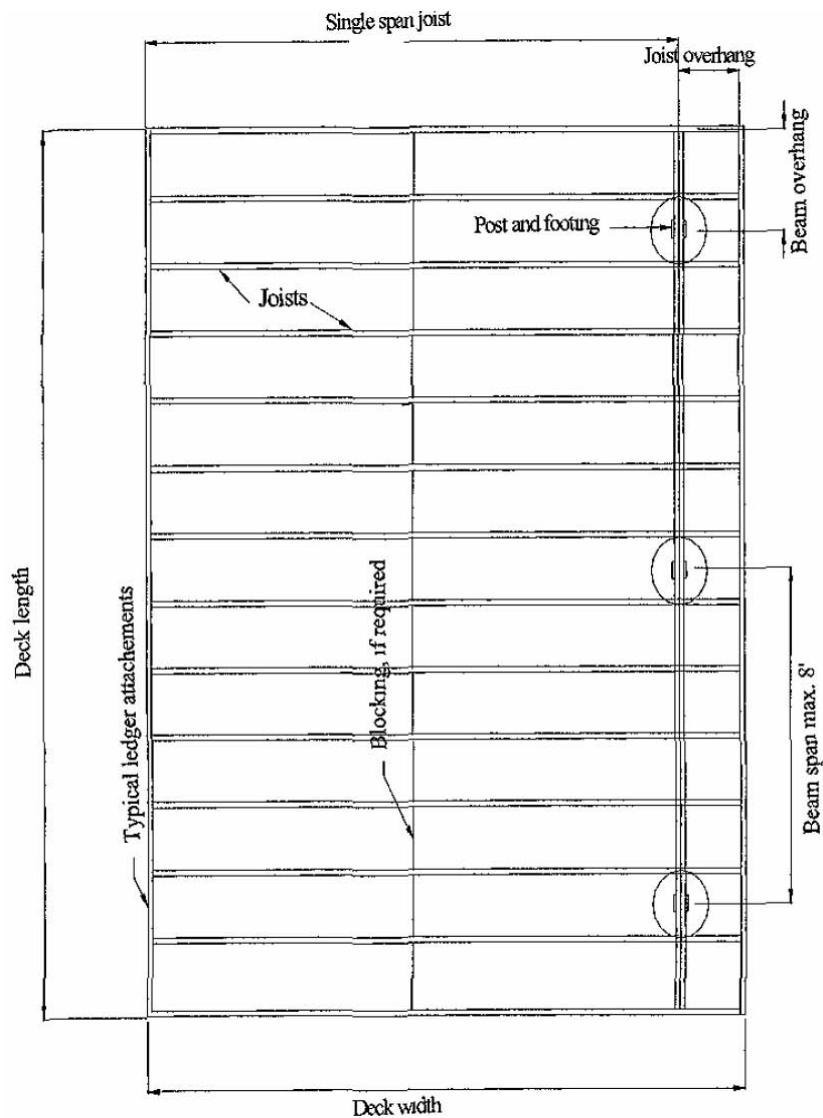 Single span joist
Joist overhang
Beam overhang
Post and footing
Joists
Deck length
Typical ledger attachements
Blocking, if required
Beam span max. 8'
Deck width